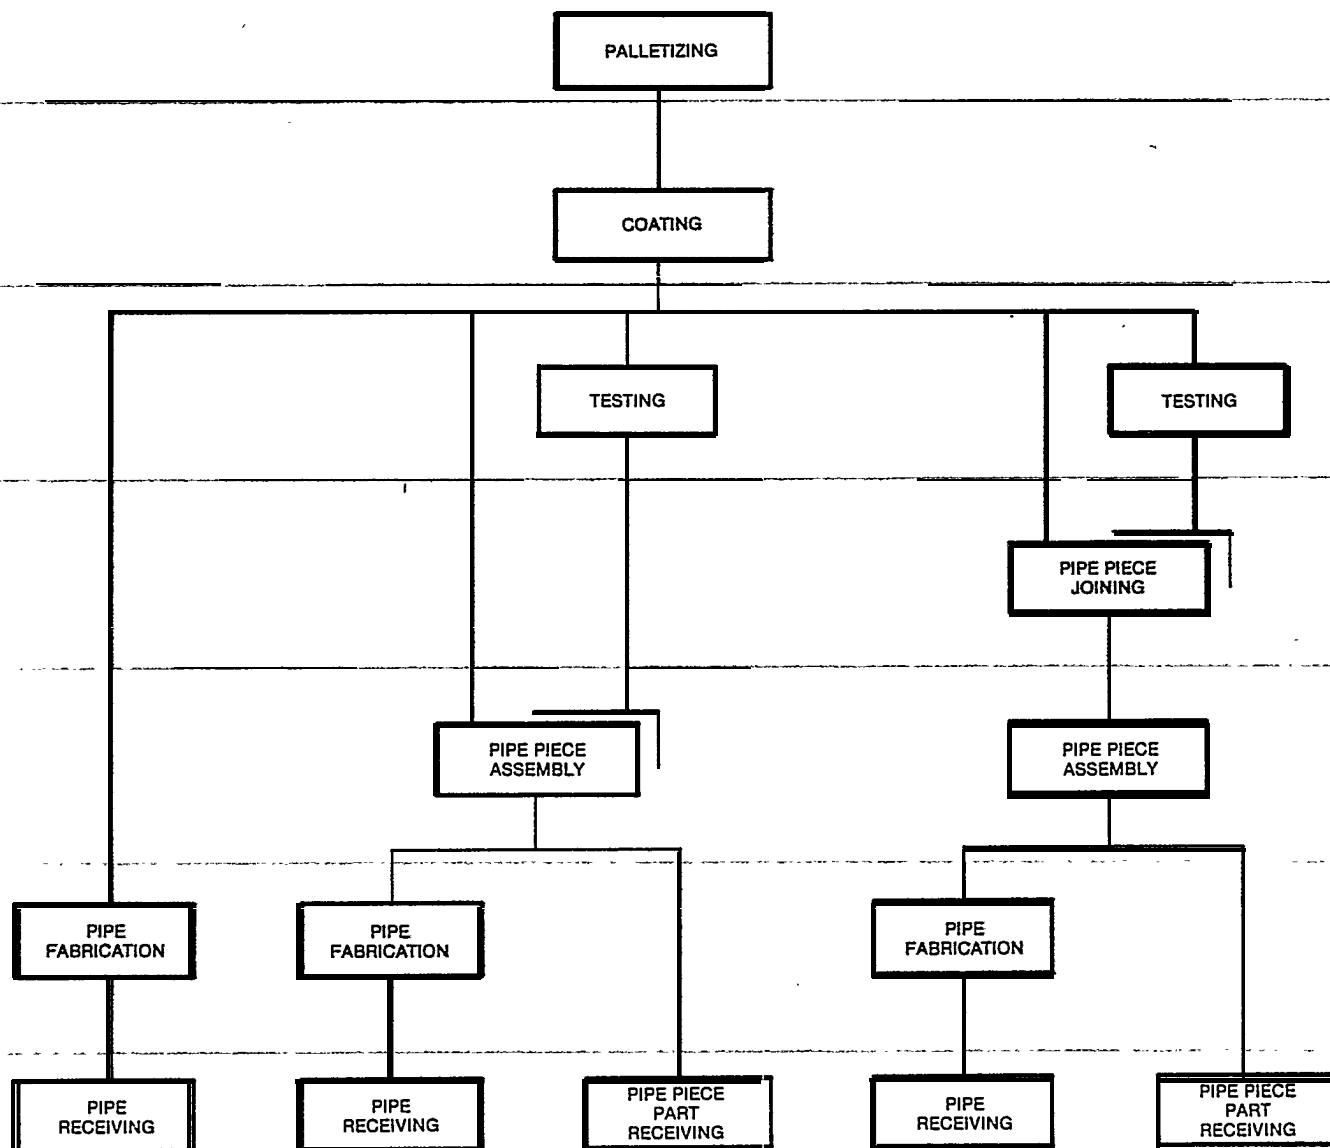 PALLETIZING
COATING
TESTING
TESTING
PIPE PIECE
JOINING
PIPE PIECE
ASSEMBLY
PIPE PIECE
ASSEMBLY
PIPE
FABRICATION
PIPE
FABRICATION
PIPE
FABRICATION
PIPE
RECEIVING
PIPE
RECEIVING
PIPE PIECE
PART
RECEIVING
PIPE
RECEIVING
PIPE PIECE
PART
RECEIVING